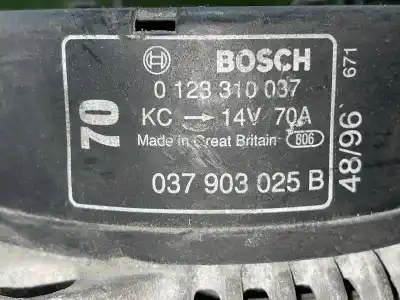 BOSCH
0 123 310 037
KC → 14V 70A
Made in Great Britain 806
037 903 025 B
70
48/96 671